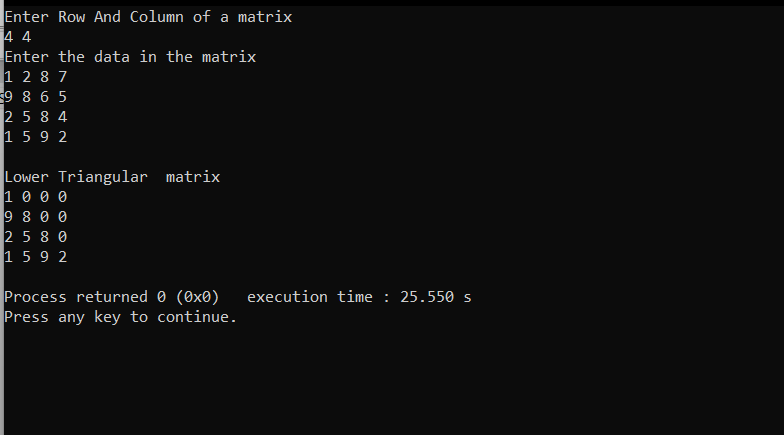 Enter Row And Column of a matrix
4 4
Enter the data in the matrix
1 2 8 7
9 8 6 5
2 5 8 4
1 5 9 2
Lower Triangular  matrix
1 0 0 0
9 8 0 0
2 5 8 0
1 5 9 2
Process returned 0 (0x0)   execution time : 25.550 s
Press any key to continue.